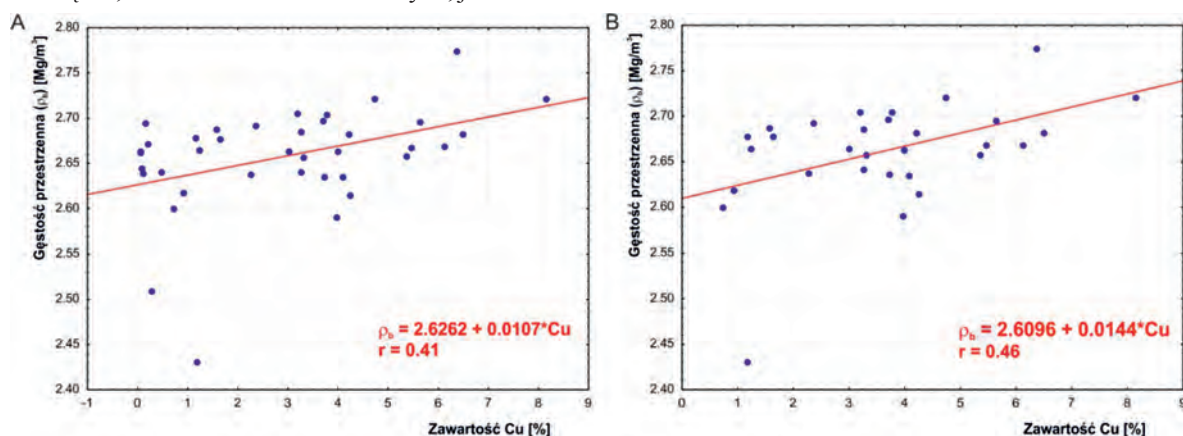 A
Gęstość przestrzenna (ρb) [Mg/m³]
2.80
2.75
2.70
2.65
2.60
2.55
2.50
2.45
2.40
ρb = 2.6262 + 0.0107*Cu
r = 0.41
-1 0 1 2 3 4 5 6 7 8 9
Zawartość Cu [%]
B
Gęstość przestrzenna (ρb) [Mg/m³]
2.80
2.75
2.70
2.65
2.60
2.55
2.50
2.45
2.40
ρb = 2.6096 + 0.0144*Cu
r = 0.46
0 1 2 3 4 5 6 7 8 9
Zawartość Cu [%]